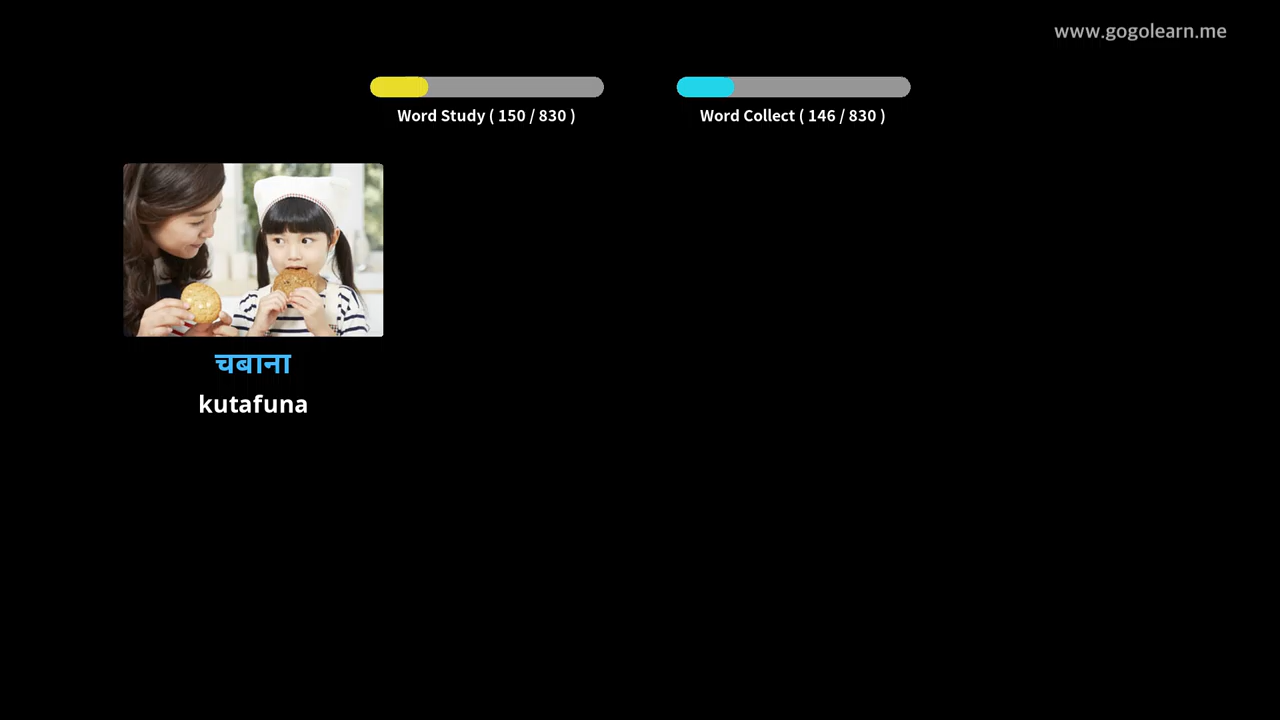 www.gogolearn.me
Word Study ( 150 / 830 )
Word Collect ( 146 / 830 )
चबाना
kutafuna